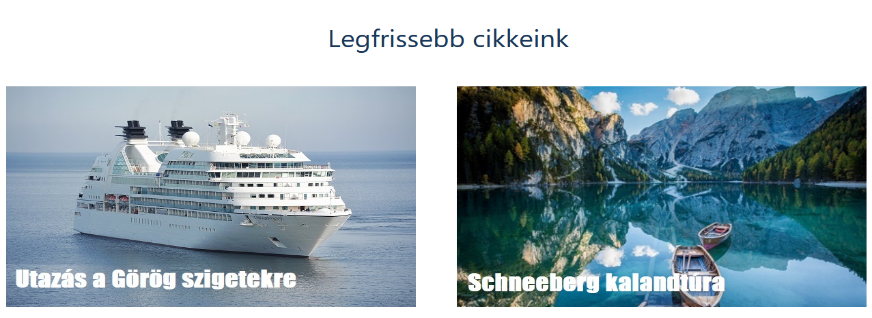 Legfrissebb cikkeink
Utazás a Görög szigetekre
Schneeberg kalandtúra